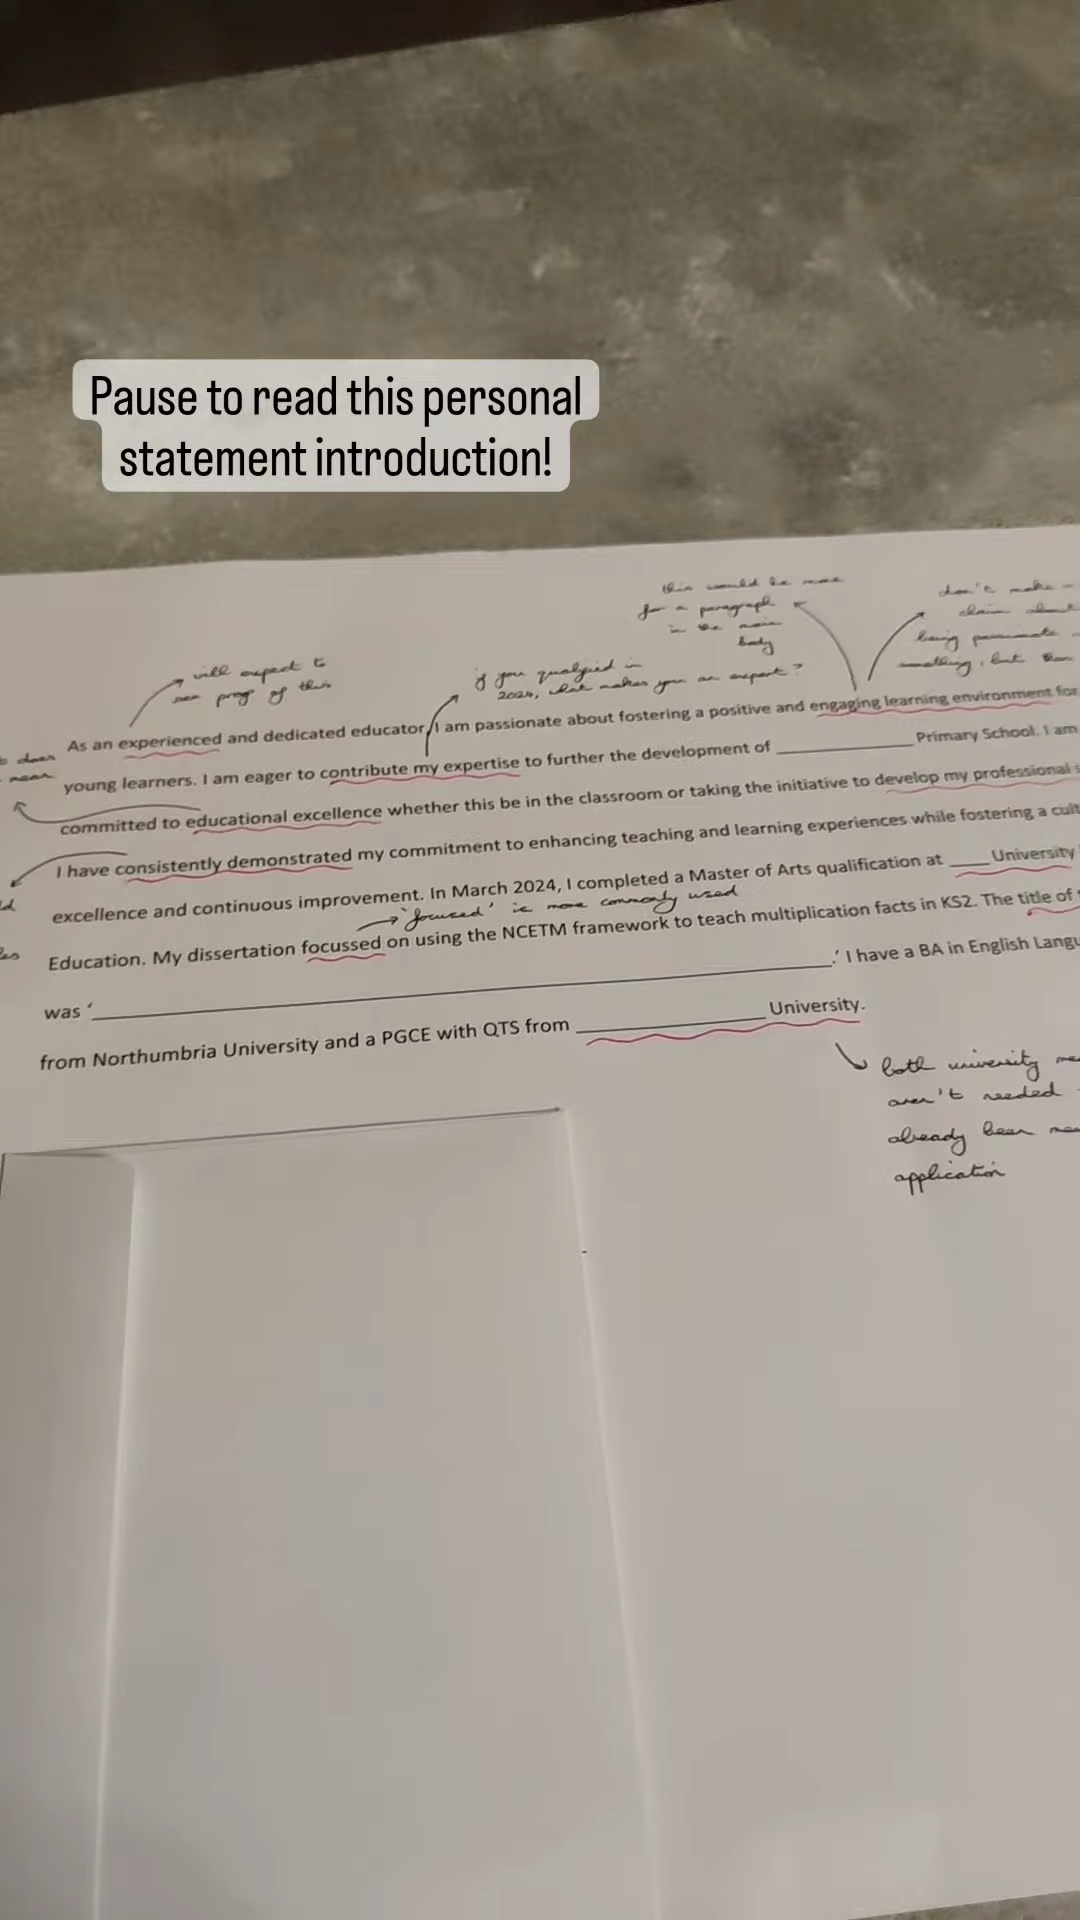 Pause to read this personal
statement introduction!
this would be more
for a paragraph
in the main
body
don't make
claim about
being passionate
something, but then
will expect to
see proof of this
if you qualified in
2024, what makes you an expert?
As an experienced and dedicated educator, I am passionate about fostering a positive and engaging learning environment for
young learners. I am eager to contribute my expertise to further the development of ____________ Primary School. I am
committed to educational excellence whether this be in the classroom or taking the initiative to develop my professional
I have consistently demonstrated my commitment to enhancing teaching and learning experiences while fostering a
excellence and continuous improvement. In March 2024, I completed a Master of Arts qualification at ____ University
'focused' is more commonly used
Education. My dissertation focussed on using the NCETM framework to teach multiplication facts in KS2. The title of
was '____________.' I have a BA in English
from Northumbria University and a PGCE with QTS from ____________ University.
both university
aren't needed
already been
application